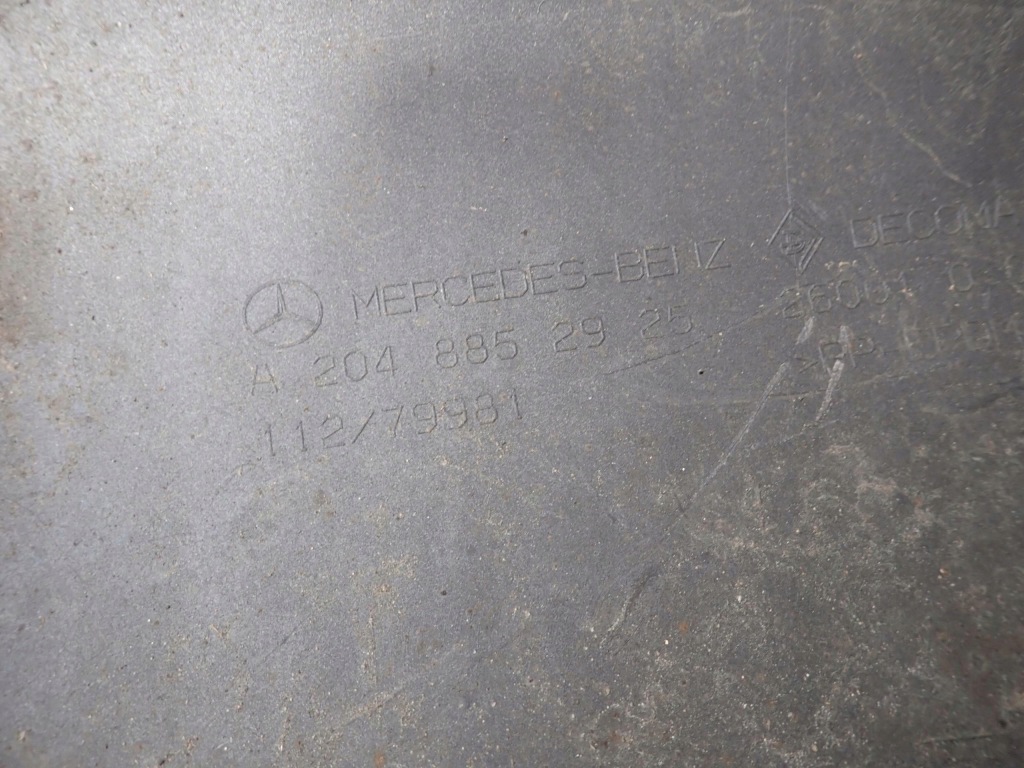 MERCEDES-BENZ
A 204 885 29 25
112/79981
DECOMA